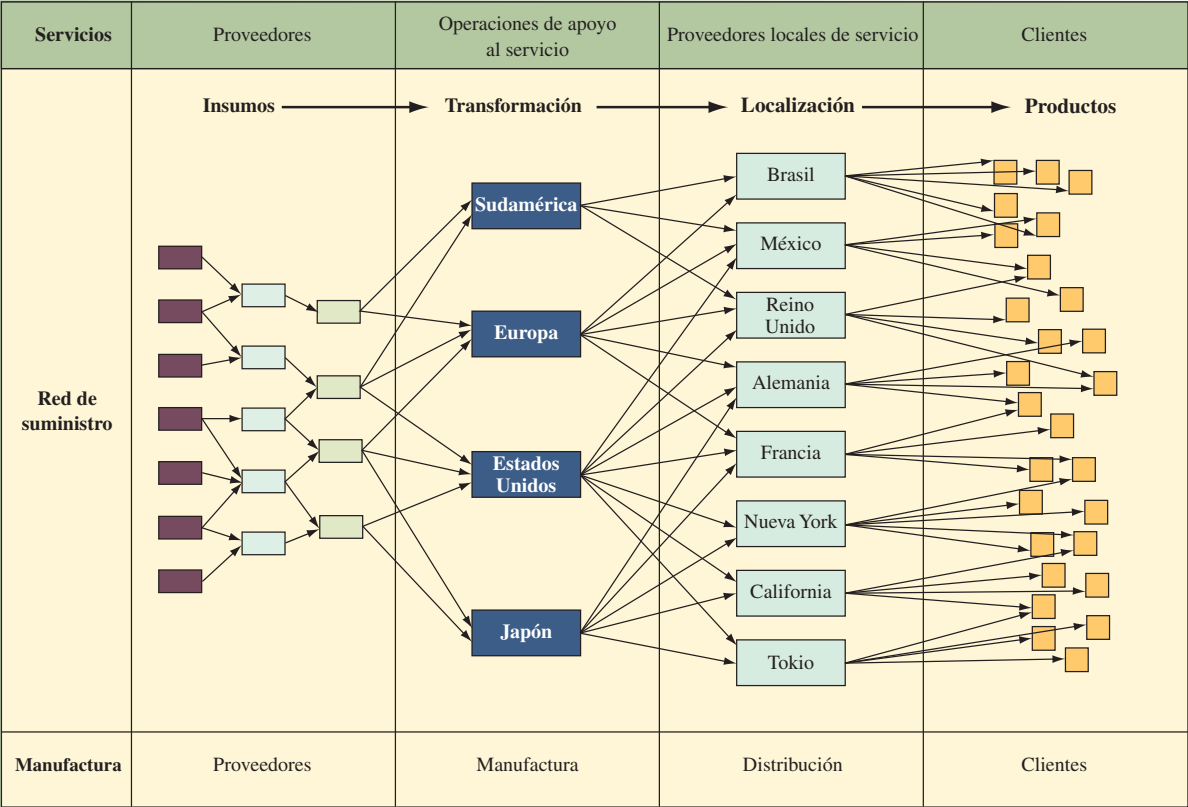 Servicios
Proveedores
Operaciones de apoyo
al servicio
Proveedores locales de servicio
Clientes
Insumos
Transformación
Localización
Productos
Red de
suministro
Sudamérica
Europa
Estados
Unidos
Japón
Brasil
México
Reino
Unido
Alemania
Francia
Nueva York
California
Tokio
Manufactura
Proveedores
Manufactura
Distribución
Clientes